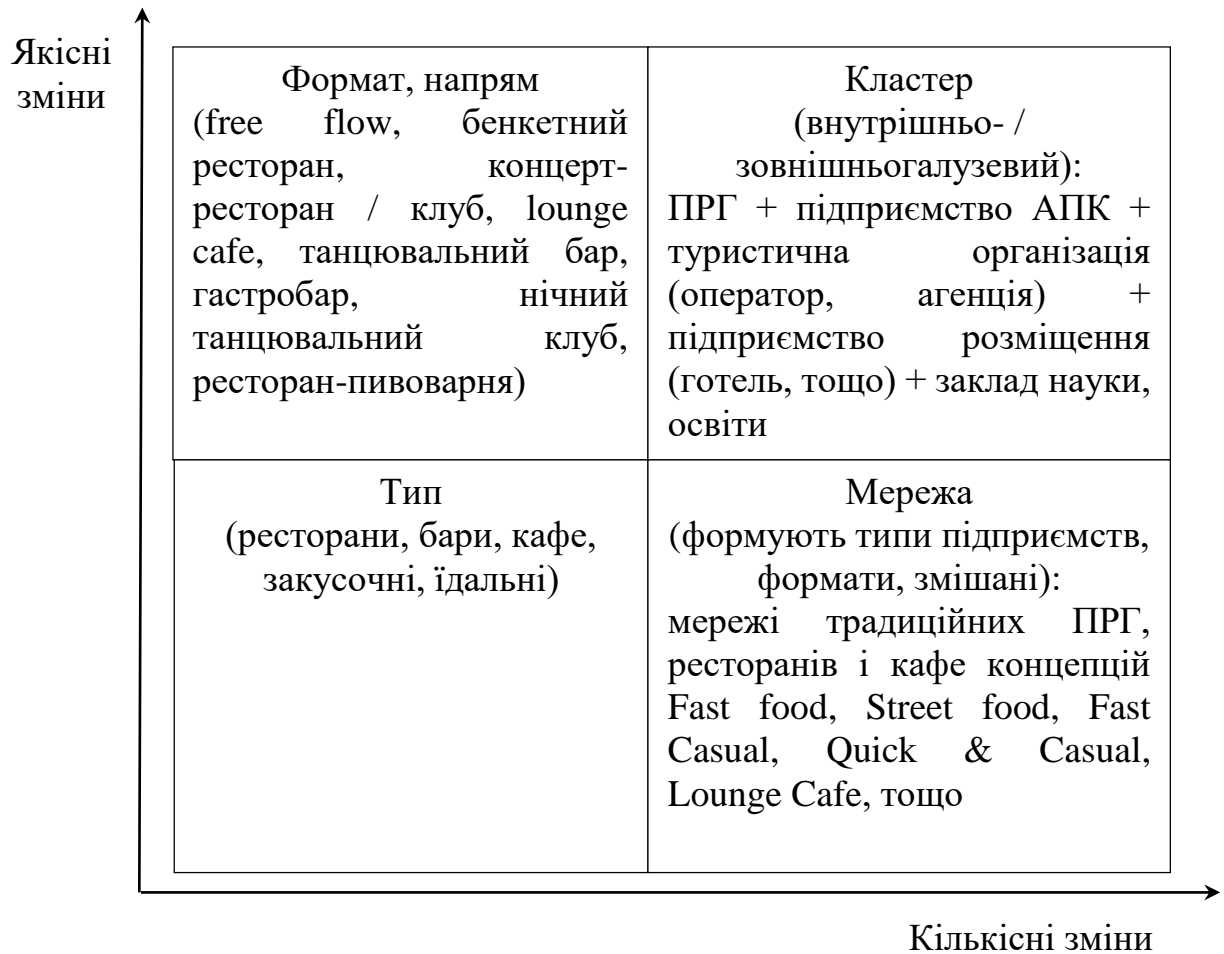 Якісні
зміни
Формат, напрям
(free flow, бенкетний
ресторан, концерт-
ресторан / клуб, lounge
cafe, танцювальний бар,
гастробар, нічний
танцювальний клуб,
ресторан-пивоварня)
Кластер
(внутрішньо- /
зовнішньогалузевий):
ПРГ + підприємство АПК +
туристична організація
(оператор, агенція) +
підприємство розміщення
(готель, тощо) + заклад науки,
освіти
Тип
(ресторани, бари, кафе,
закусочні, їдальні)
Мережа
(формують типи підприємств,
формати, змішані):
мережі традиційних ПРГ,
ресторанів і кафе концепцій
Fast food, Street food, Fast
Casual, Quick & Casual,
Lounge Cafe, тощо
Кількісні зміни